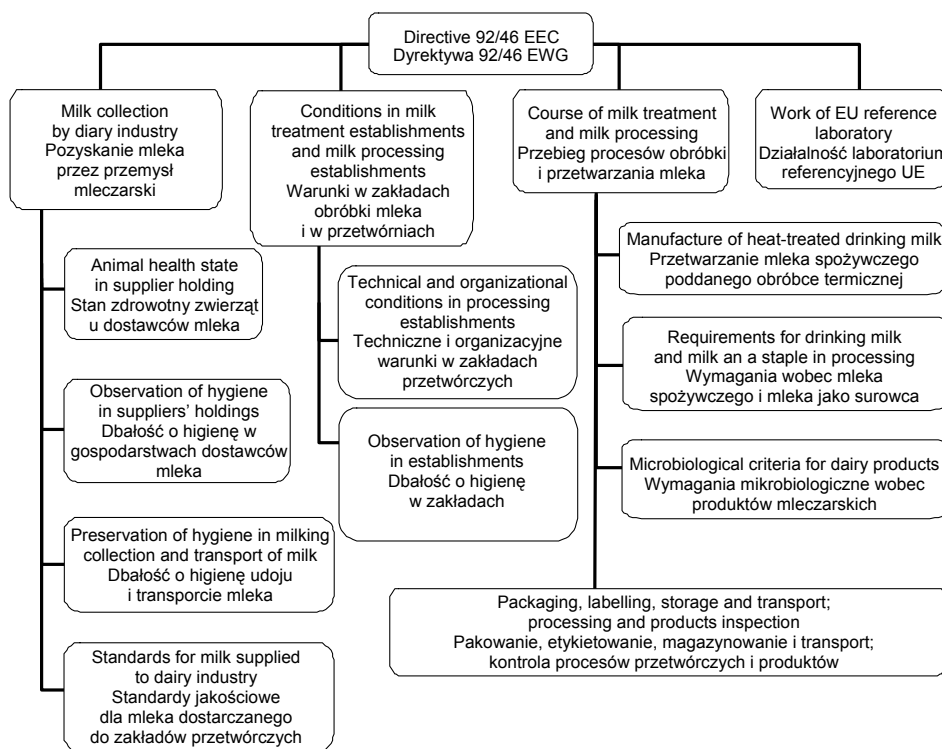 Directive 92/46 EEC
Dyrektywa 92/46 EWG
Milk collection
by diary industry
Pozyskanie mleka
przez przemysł
mleczarski
Conditions in milk
treatment establishments
and milk processing
establishments
Warunki w zakładach
obróbki mleka
i w przetwórniach
Course of milk treatment
and milk processing
Przebieg procesów obróbki
i przetwarzania mleka
Work of EU reference
laboratory
Działalność laboratorium
referencyjnego UE
Animal health state
in supplier holding
Stan zdrowotny zwierząt
u dostawców mleka
Observation of hygiene
in suppliers’ holdings
Dbałość o higienę w
gospodarstwach dostawców
mleka
Preservation of hygiene in milking
collection and transport of milk
Dbałość o higienę udoju
i transporcie mleka
Standards for milk supplied
to dairy industry
Standardy jakościowe
dla mleka dostarczanego
do zakładów przetwórczych
Technical and organizational
conditions in processing
establishments
Techniczne i organizacyjne
warunki w zakładach
przetwórczych
Observation of hygiene
in establishments
Dbałość o higienę
w zakładach
Manufacture of heat-treated drinking milk
Przetwarzanie mleka spożywczego
poddanego obróbce termicznej
Requirements for drinking milk
and milk an a staple in processing
Wymagania wobec mleka
spożywczego i mleka jako surowca
Microbiological criteria for dairy products
Wymagania mikrobiologiczne wobec
produktów mleczarskich
Packaging, labelling, storage and transport;
processing and products inspection
Pakowanie, etykietowanie, magazynowanie i transport;
kontrola procesów przetwórczych i produktów